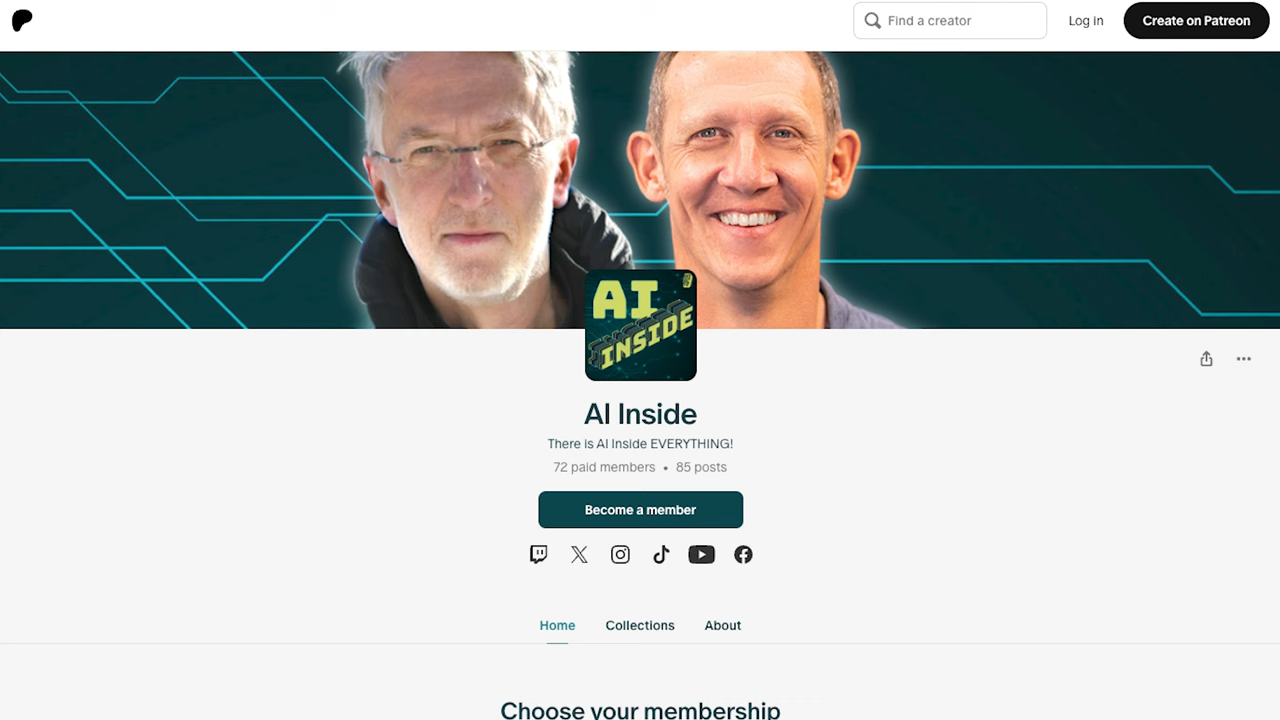 Find a creator
Log in
Create on Patreon
AI
INSIDE
AI Inside
There is AI Inside EVERYTHING!
72 paid members • 85 posts
Become a member
Home
Collections
About
Choose your membership